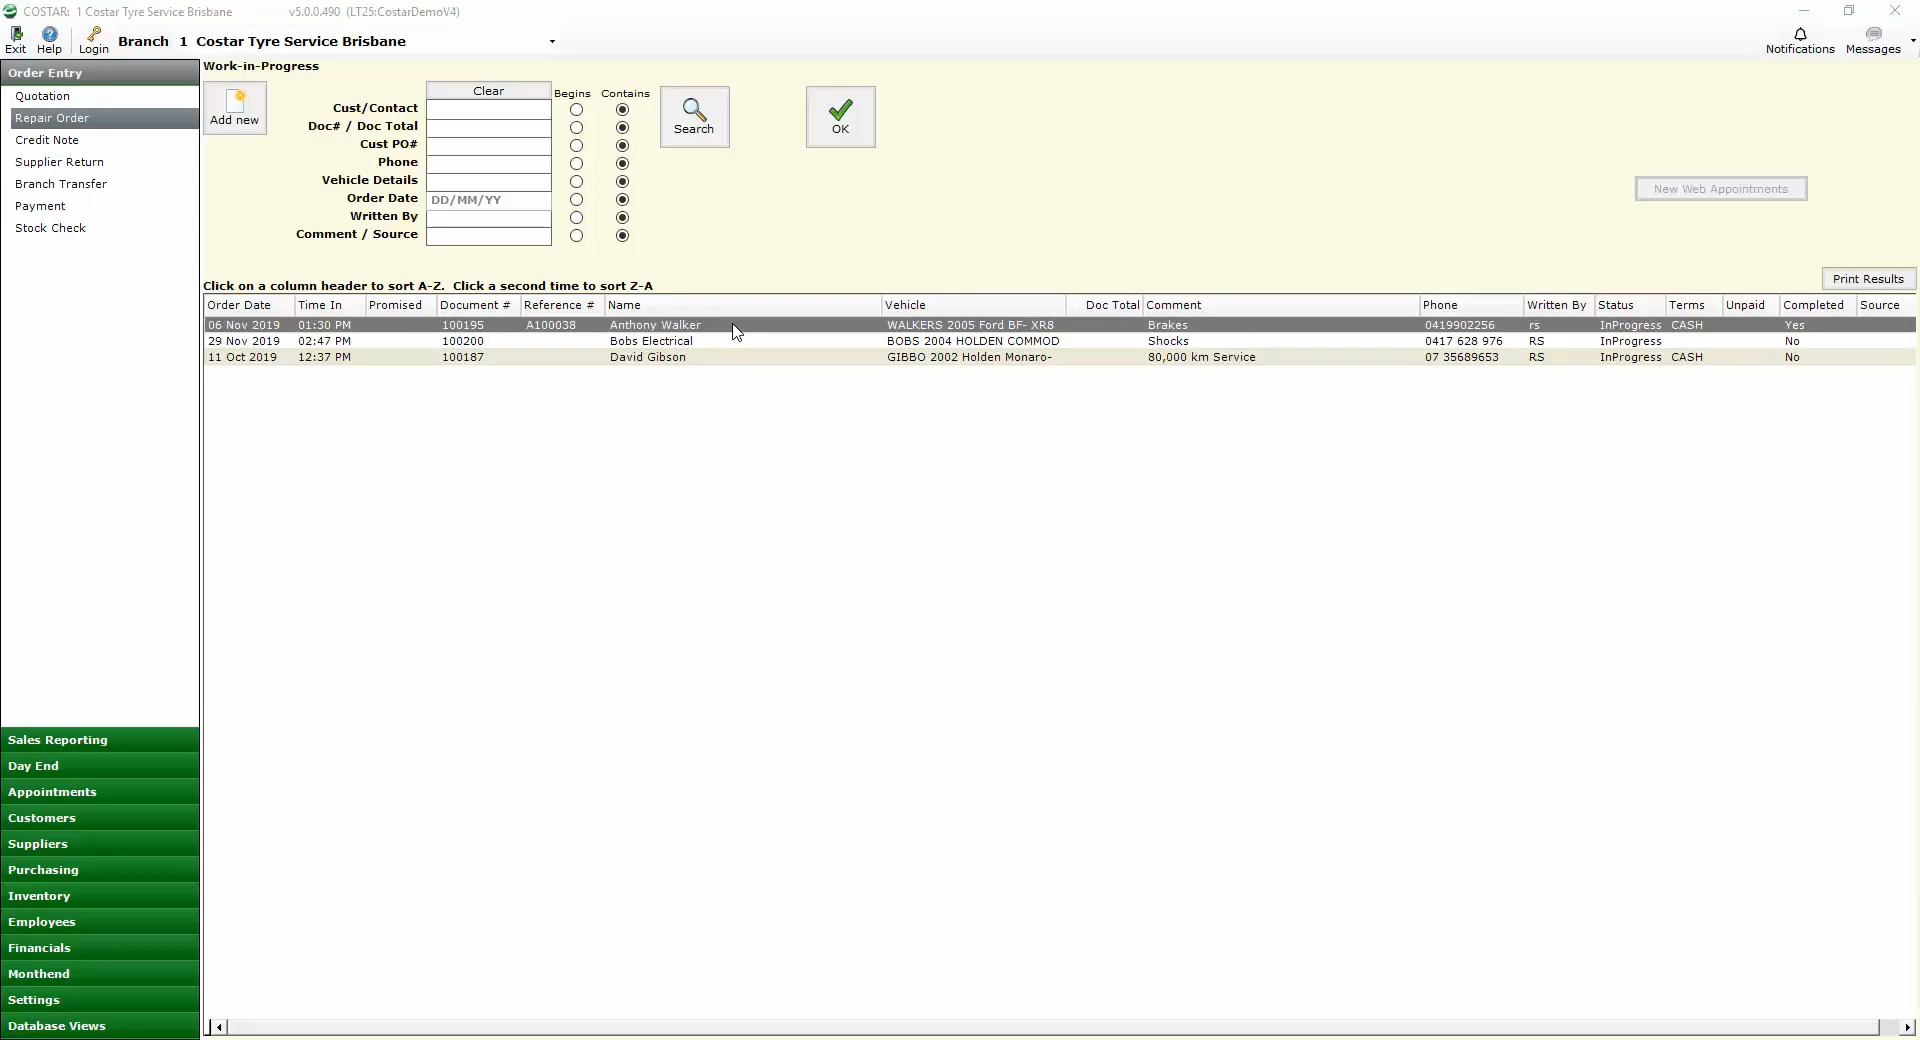 COSTAR: 1 Costar Tyre Service Brisbane v5.0.0.490 (LT25:CostarDemoV4)
Exit Help Login Branch 1 Costar Tyre Service Brisbane Notifications Messages
Order Entry
Quotation
Repair Order
Credit Note
Supplier Return
Branch Transfer
Payment
Stock Check
Sales Reporting
Day End
Appointments
Customers
Suppliers
Purchasing
Inventory
Employees
Financials
Monthend
Settings
Database Views
Work-in-Progress
Add new
Clear Begins Contains
Cust/Contact
Doc# / Doc Total
Cust PO#
Phone
Vehicle Details
Order Date DD/MM/YY
Written By
Comment / Source
Search
OK
New Web Appointments
Print Results
Click on a column header to sort A-Z. Click a second time to sort Z-A
Order Date Time In Promised Document # Reference # Name Vehicle Doc Total Comment Phone Written By Status Terms Unpaid Completed Source
06 Nov 2019 01:30 PM 100195 A100038 Anthony Walker WALKERS 2005 Ford BF- XR8 Brakes 0419902256 rs InProgress CASH Yes
29 Nov 2019 02:47 PM 100200 Bobs Electrical BOBS 2004 HOLDEN COMMOD Shocks 0417 628 976 RS InProgress No
11 Oct 2019 12:37 PM 100187 David Gibson GIBBO 2002 Holden Monaro- 80,000 km Service 07 35689653 RS InProgress CASH No